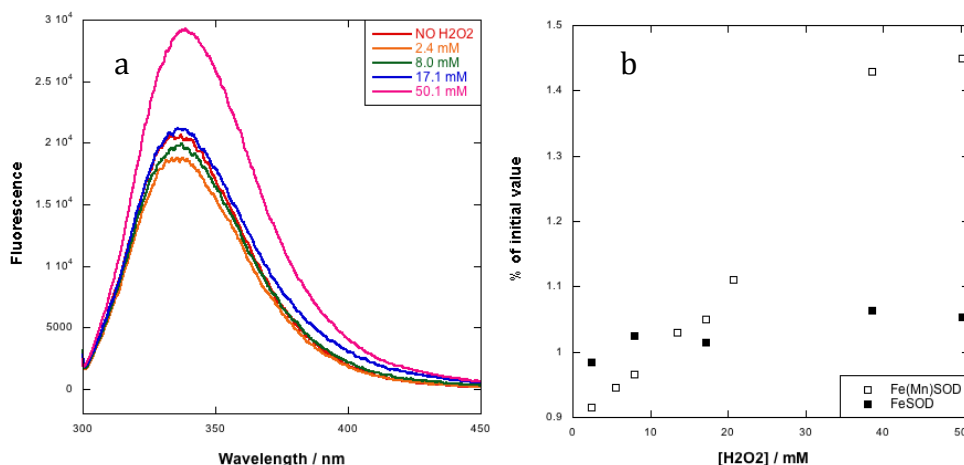 a
3 10⁴
2.5 10⁴
2 10⁴
1.5 10⁴
1 10⁴
5000
0
Fluorescence
300
350
400
450
Wavelength / nm
NO H2O2
2.4 mM
8.0 mM
17.1 mM
50.1 mM
b
1.5
1.4
1.3
1.2
1.1
1
0.9
% of initial value
0
10
20
30
40
50
[H2O2] / mM
Fe(Mn)SOD
FeSOD